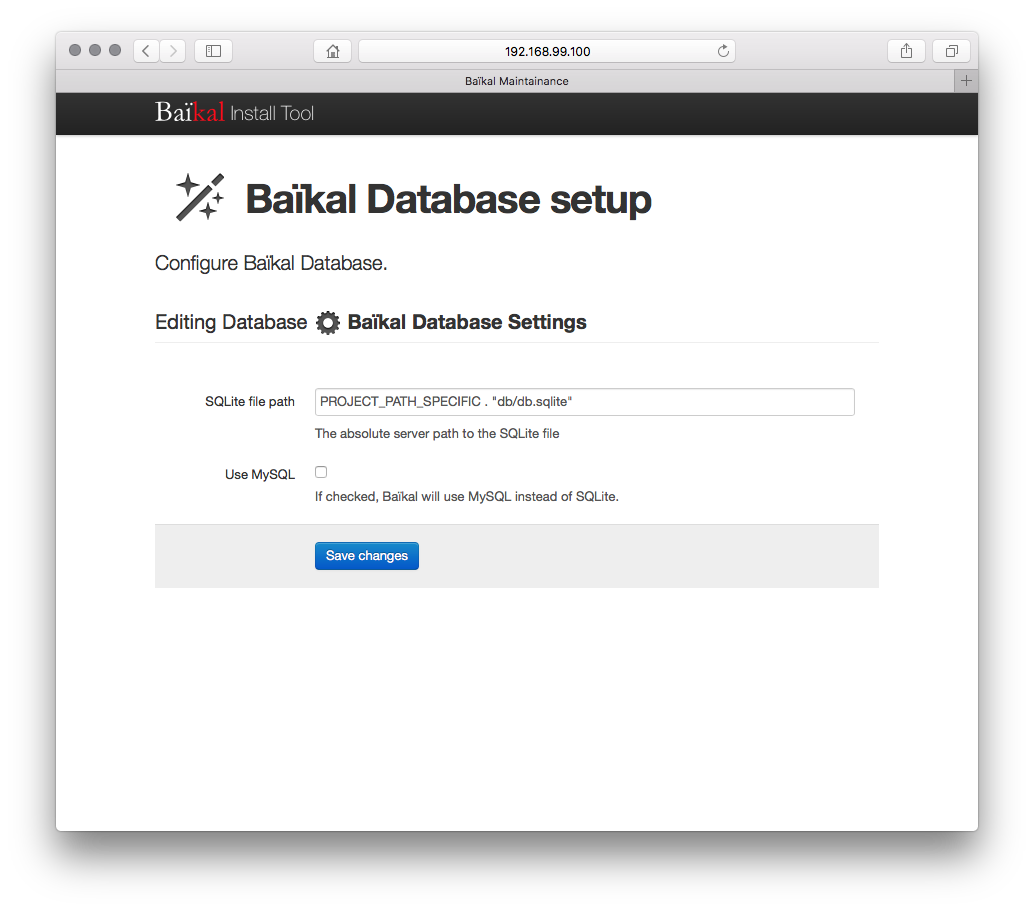 192.168.99.100
Baïkal Maintainance
Baïkal Install Tool
Baïkal Database setup
Configure Baïkal Database.
Editing Database Baïkal Database Settings
SQLite file path
PROJECT_PATH_SPECIFIC . "db/db.sqlite"
The absolute server path to the SQLite file
Use MySQL
If checked, Baïkal will use MySQL instead of SQLite.
Save changes